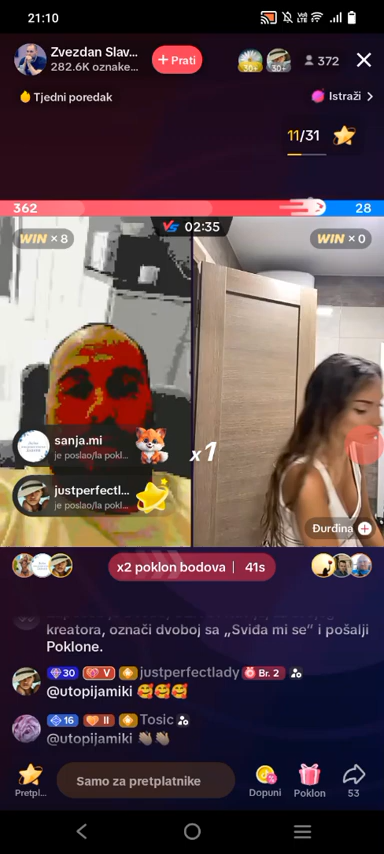 21:10
Zvezdan Slav...
282.6K oznake...
+ Prati
30+
30+
372
Tjedni poredak
Istraži >
11/31
362
28
VS 02:35
WIN × 8
WIN × 0
sanja.mi
je poslao/la pokl...
x1
justperfectl...
je poslao/la pokl...
Đurđina
x2 poklon bodova | 41s
kreatora, označi dvoboj sa „Sviđa mi se” i pošalji
Poklone.
30 V justperfectlady Br. 2
@utopijamiki 🥰🥰🥰
16 II Tosic
@utopijamiki 👏🏽👏🏽
Samo za pretplatnike
Pretpl...
Dopuni
Poklon
53